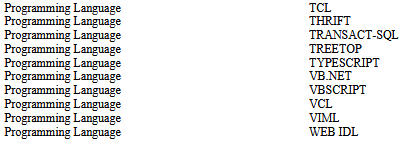 Programming Language TCL
Programming Language THRIFT
Programming Language TRANSACT-SQL
Programming Language TREETOP
Programming Language TYPESCRIPT
Programming Language VB.NET
Programming Language VBSCRIPT
Programming Language VCL
Programming Language VIML
Programming Language WEB IDL